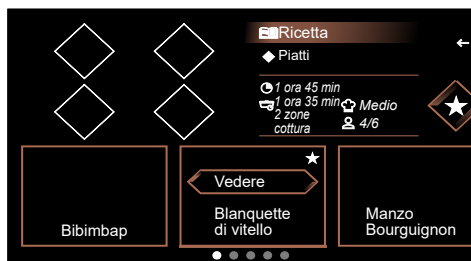 Ricetta
Piatti
1 ora 45 min
1 ora 35 min
2 zone
cottura
Medio
4/6
Vedere
Bibimbap
Blanquette
di vitello
Manzo
Bourguignon